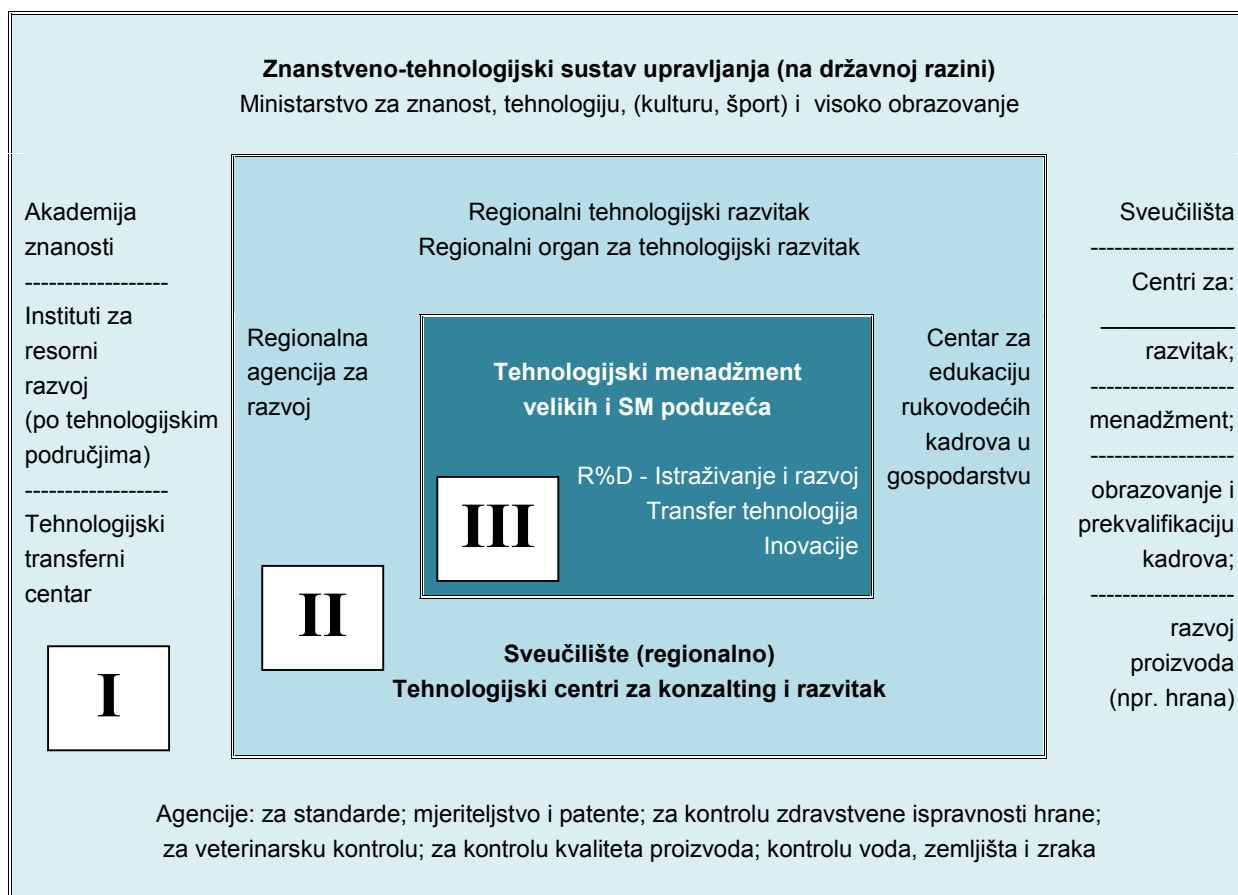 Znanstveno-tehnologijski sustav upravljanja (na državnoj razini)
Ministarstvo za znanost, tehnologiju, (kulturu, šport) i visoko obrazovanje
Akademija
znanosti
------------------
Instituti za
resorni
razvoj
(po tehnologijskim
područjima)
------------------
Tehnologijski
transferni
centar
I
Regionalni tehnologijski razvitak
Regionalni organ za tehnologijski razvitak
Regionalna
agencija za
razvoj
II
Tehnologijski menadžment
velikih i SM poduzeća
R%D - Istraživanje i razvoj
Transfer tehnologija
Inovacije
III
Centar za
edukaciju
rukovodećih
kadrova u
gospodarstvu
Sveučilište (regionalno)
Tehnologijski centri za konzalting i razvitak
Sveučilišta
------------------
Centri za:
__________
razvitak;
------------------
menadžment;
------------------
obrazovanje i
prekvalifikaciju
kadrova;
------------------
razvoj
proizvoda
(npr. hrana)
Agencije: za standarde; mjeriteljstvo i patente; za kontrolu zdravstvene ispravnosti hrane;
za veterinarsku kontrolu; za kontrolu kvaliteta proizvoda; kontrolu voda, zemljišta i zraka